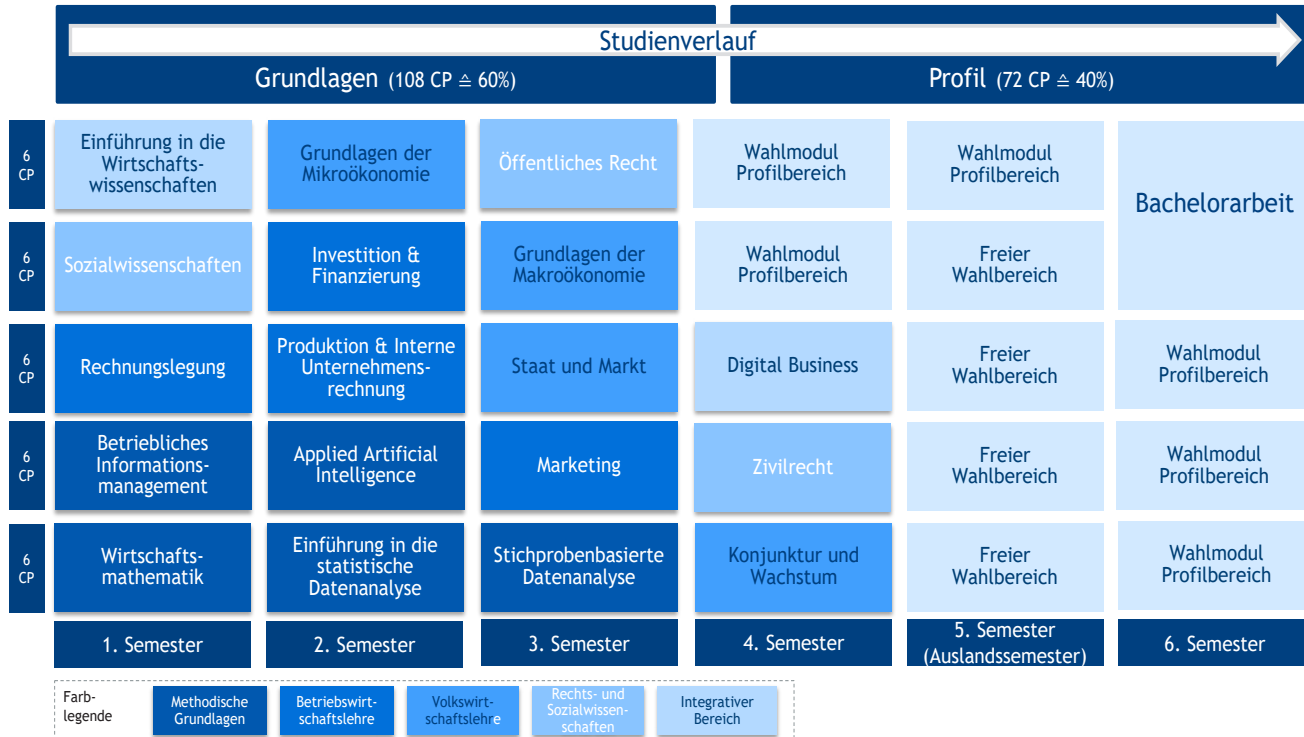 Studienverlauf
Grundlagen (108 CP ≙ 60%)
Profil (72 CP ≙ 40%)
6
CP
Einführung in die
Wirtschafts-
wissenschaften
Grundlagen der
Mikroökonomie
Öffentliches Recht
Wahlmodul
Profilbereich
Wahlmodul
Profilbereich
Bachelorarbeit
6
CP
Sozialwissenschaften
Investition &
Finanzierung
Grundlagen der
Makroökonomie
Wahlmodul
Profilbereich
Freier
Wahlbereich
6
CP
Rechnungslegung
Produktion & Interne
Unternehmens-
rechnung
Staat und Markt
Digital Business
Freier
Wahlbereich
Wahlmodul
Profilbereich
6
CP
Betriebliches
Informations-
management
Applied Artificial
Intelligence
Marketing
Zivilrecht
Freier
Wahlbereich
Wahlmodul
Profilbereich
6
CP
Wirtschafts-
mathematik
Einführung in die
statistische
Datenanalyse
Stichprobenbasierte
Datenanalyse
Konjunktur und
Wachstum
Freier
Wahlbereich
Wahlmodul
Profilbereich
1. Semester
2. Semester
3. Semester
4. Semester
5. Semester
(Auslandssemester)
6. Semester
Farb-
legende
Methodische
Grundlagen
Betriebswirt-
schaftslehre
Volkswirt-
schaftslehre
Rechts- und
Sozialwissen-
schaften
Integrativer
Bereich